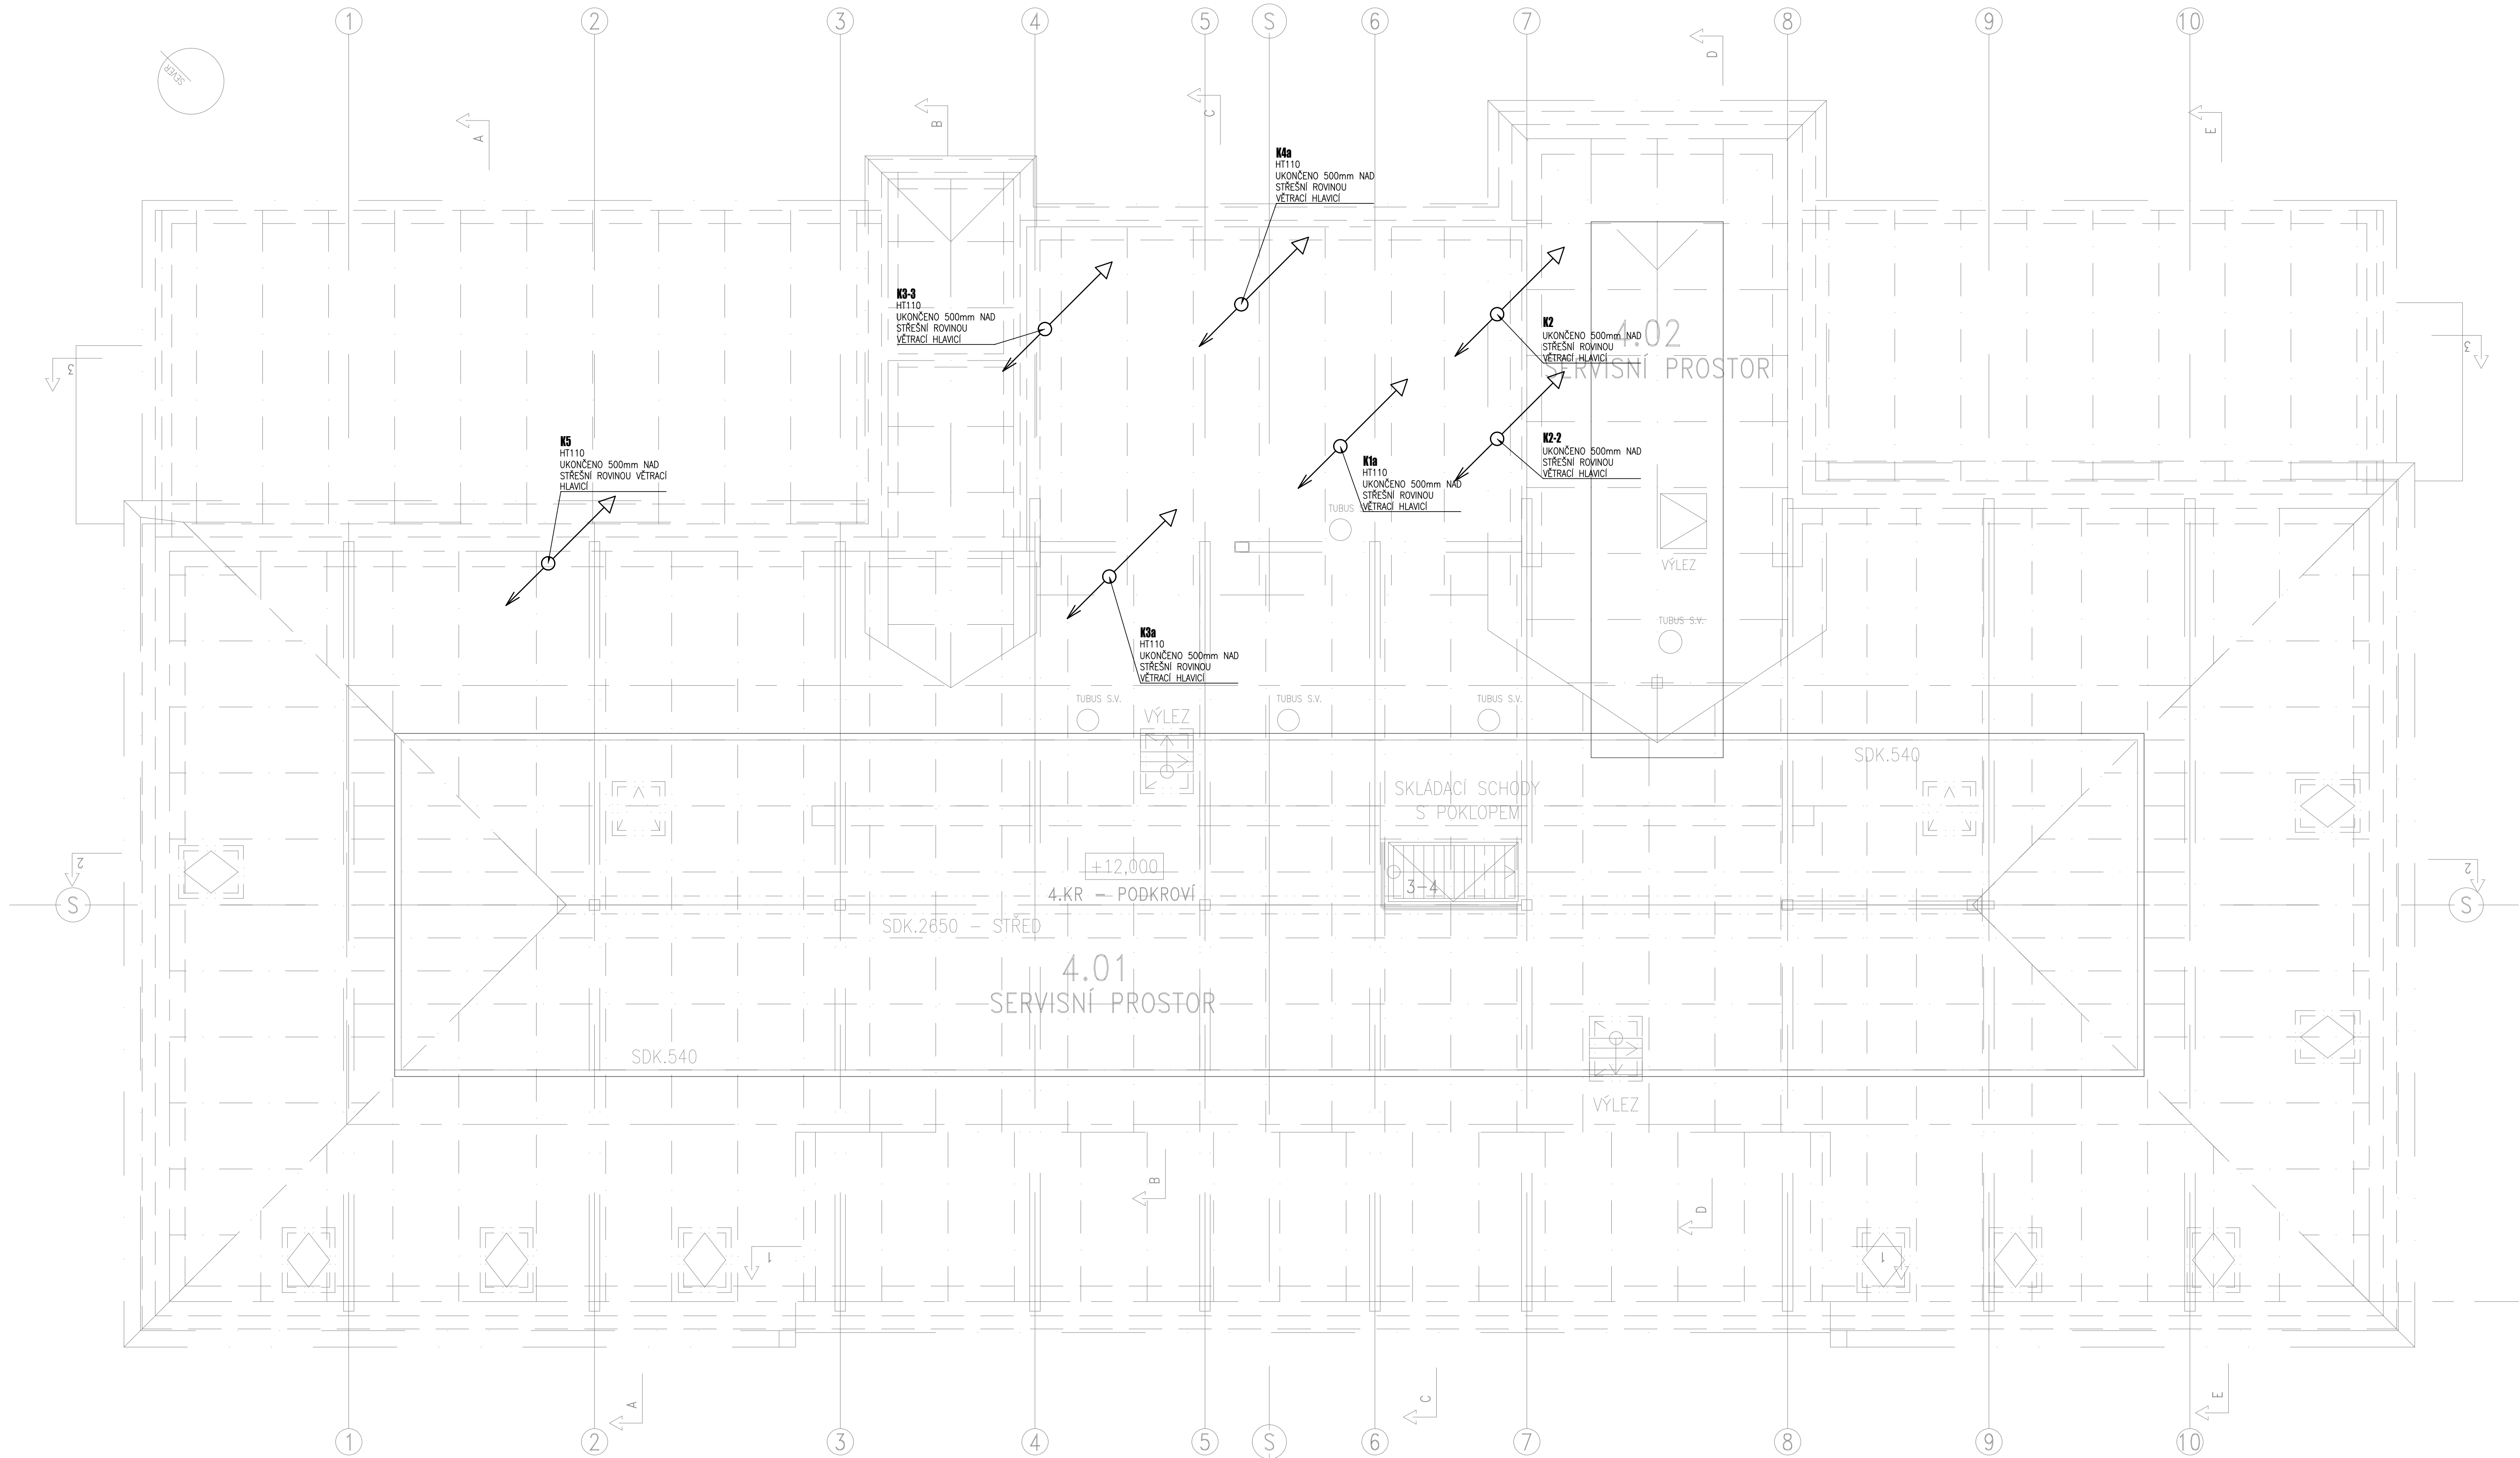 1
2
3
4
5
S
6
7
8
9
10
SEVER
A
B
C
D
E
K4a
HT110
UKONČENO 500mm NAD
STŘEŠNÍ ROVINOU
VĚTRACÍ HLAVICÍ
K3-3
HT110
UKONČENO 500mm NAD
STŘEŠNÍ ROVINOU
VĚTRACÍ HLAVICÍ
K2
UKONČENO 500mm NAD
STŘEŠNÍ ROVINOU
VĚTRACÍ HLAVICÍ
4.02
SERVISNÍ PROSTOR
3
3
K5
HT110
UKONČENO 500mm NAD
STŘEŠNÍ ROVINOU VĚTRACÍ
HLAVICÍ
K2-2
UKONČENO 500mm NAD
STŘEŠNÍ ROVINOU
VĚTRACÍ HLAVICÍ
K1a
HT110
UKONČENO 500mm NAD
STŘEŠNÍ ROVINOU
VĚTRACÍ HLAVICÍ
TUBUS
VÝLEZ
TUBUS S.V.
K3a
HT110
UKONČENO 500mm NAD
STŘEŠNÍ ROVINOU
VĚTRACÍ HLAVICÍ
TUBUS S.V.
TUBUS S.V.
TUBUS S.V.
VÝLEZ
SDK.540
SKLÁDACÍ SCHODY
S POKLOPEM
+12,000
3-4
4.KR - PODKROVÍ
2
2
S
S
SDK.2650 - STŘED
4.01
SERVISNÍ PROSTOR
SDK.540
VÝLEZ
B
D
1
1
A
C
E
1
2
3
4
5
S
6
7
8
9
10